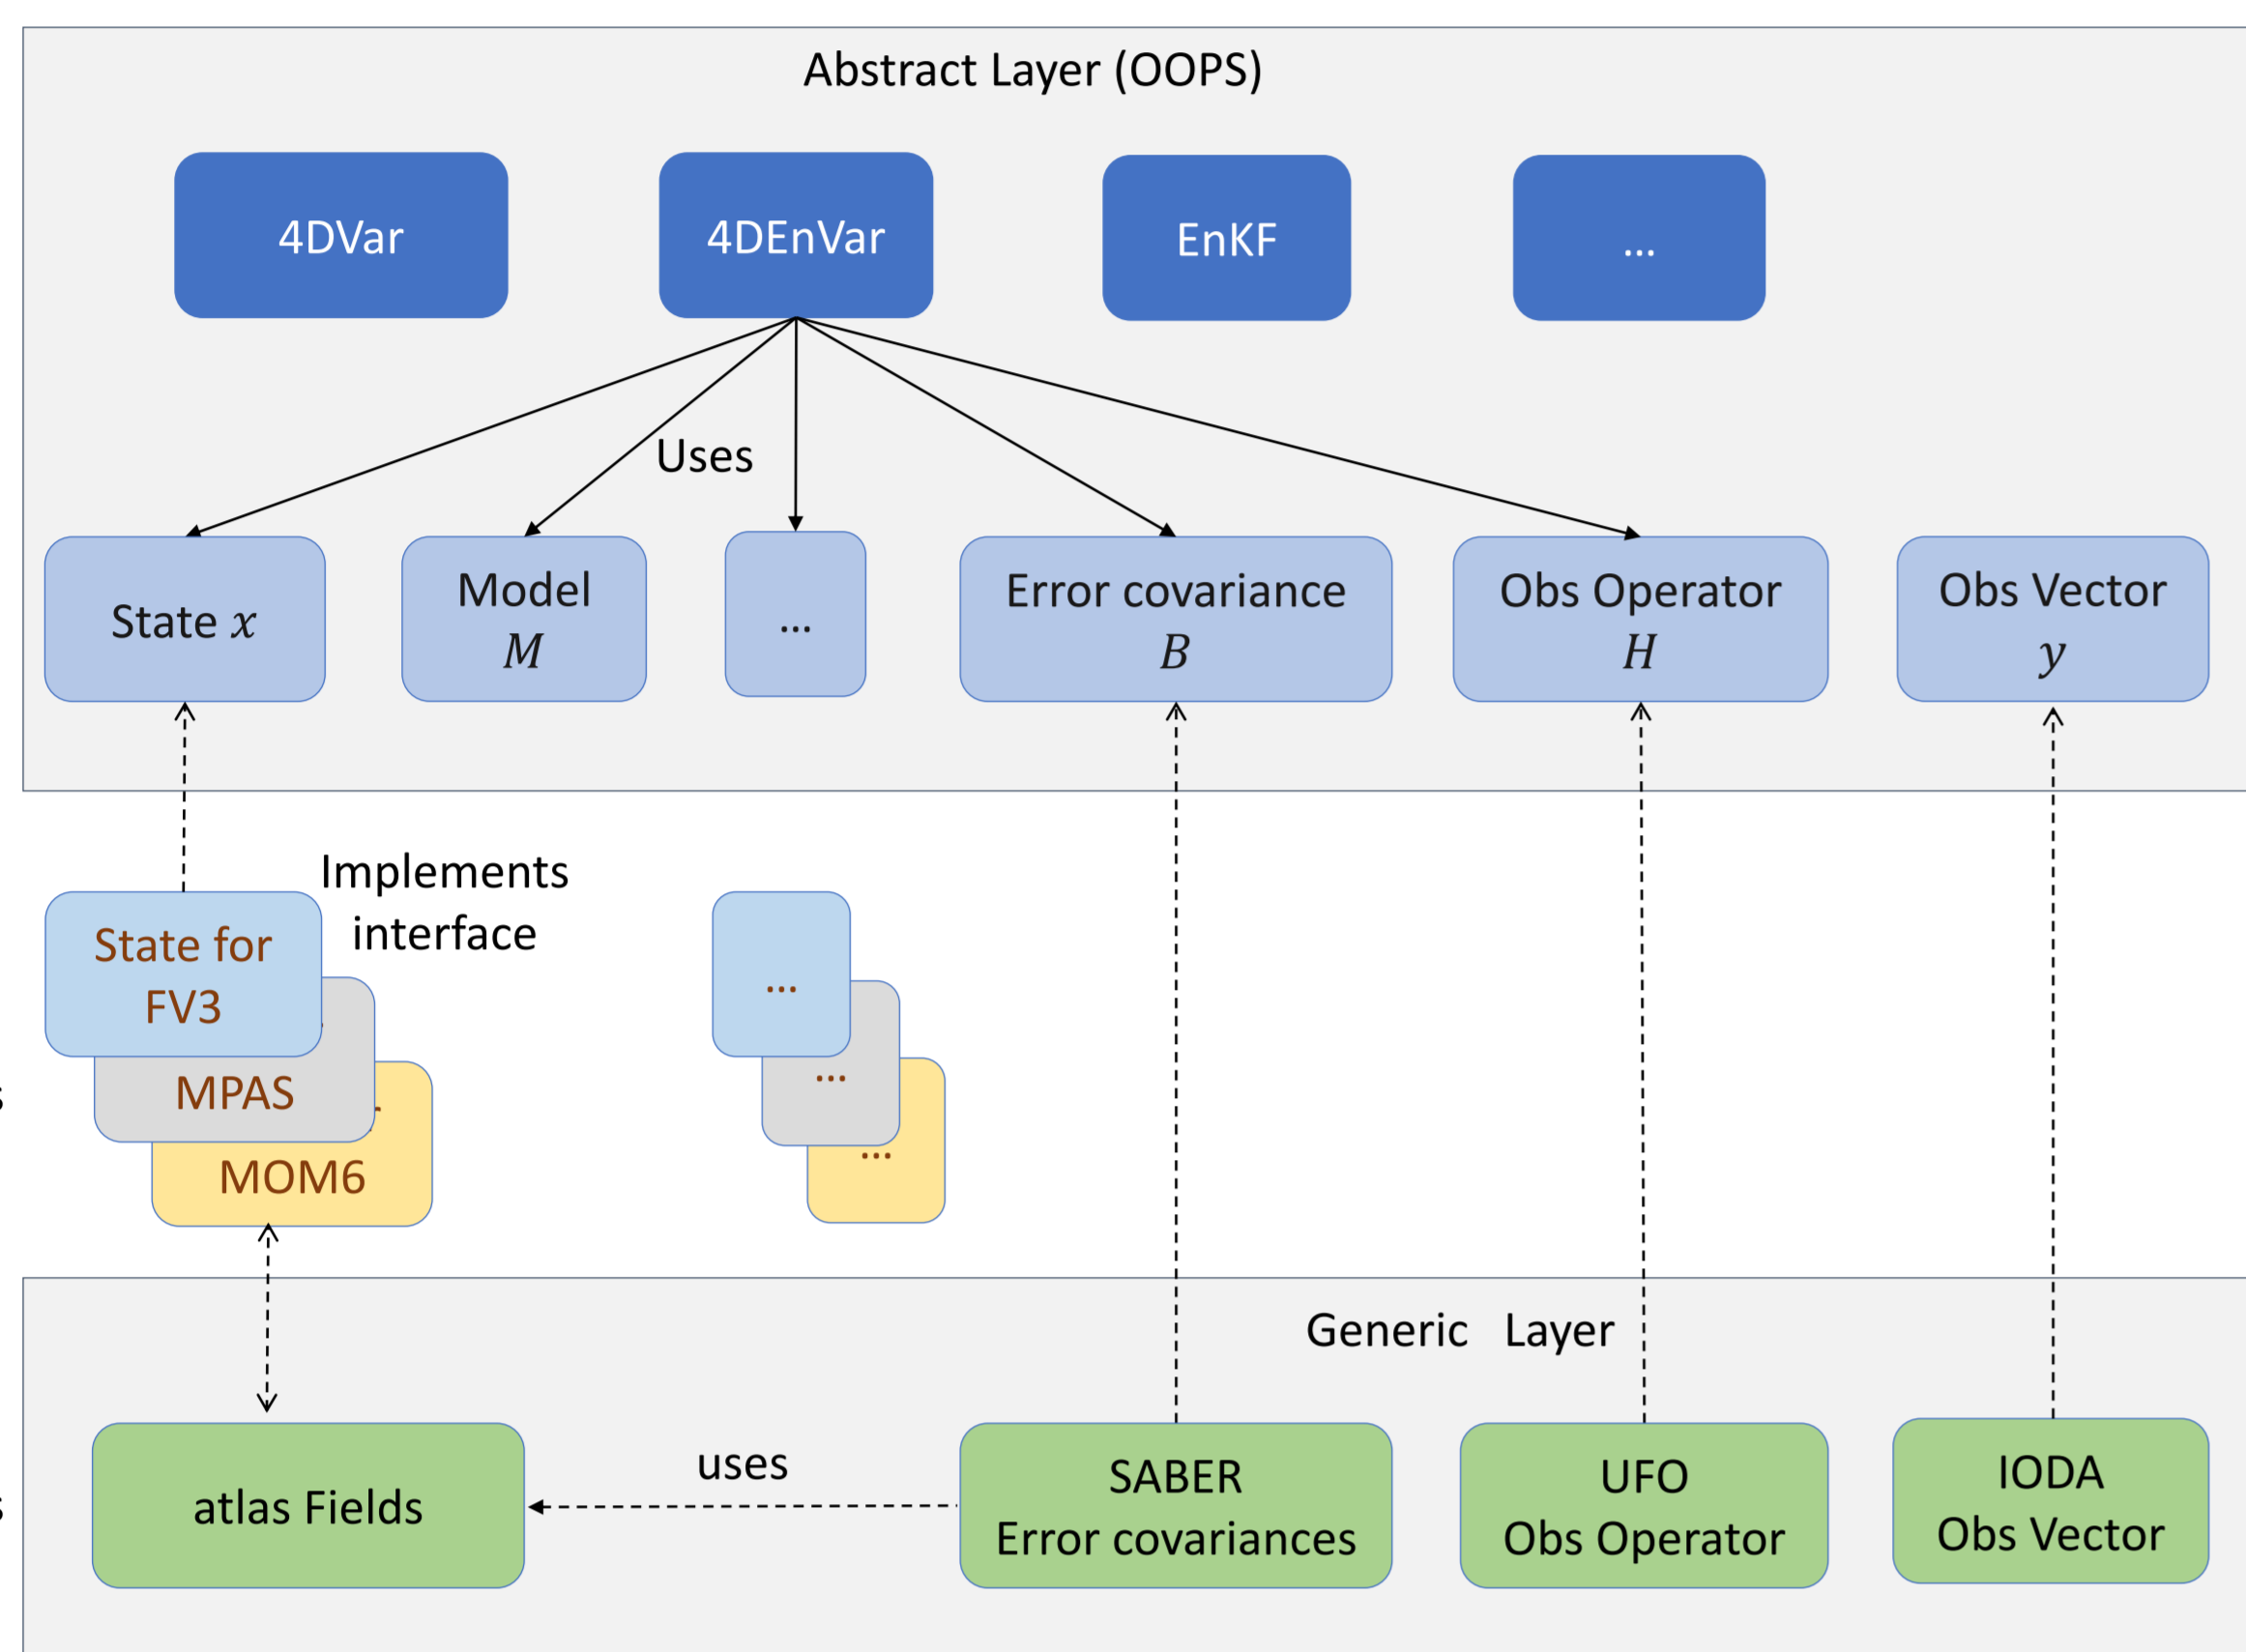 Abstract Layer (OOPS)
4DVar
4DEnVar
EnKF
...
Uses
State x
Model
M
...
Error covariance
B
Obs Operator
H
Obs Vector
y
Implements
interface
State for
FV3
MPAS
MOM6
...
...
...
s
Generic Layer
atlas Fields
uses
SABER
Error covariances
UFO
Obs Operator
IODA
Obs Vector
s